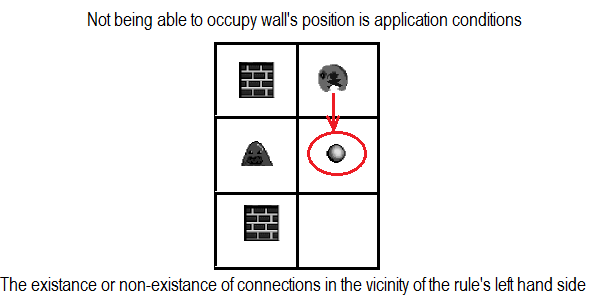 Not being able to occupy wall's position is application conditions
The existance or non-existance of connections in the vicinity of the rule's left hand side